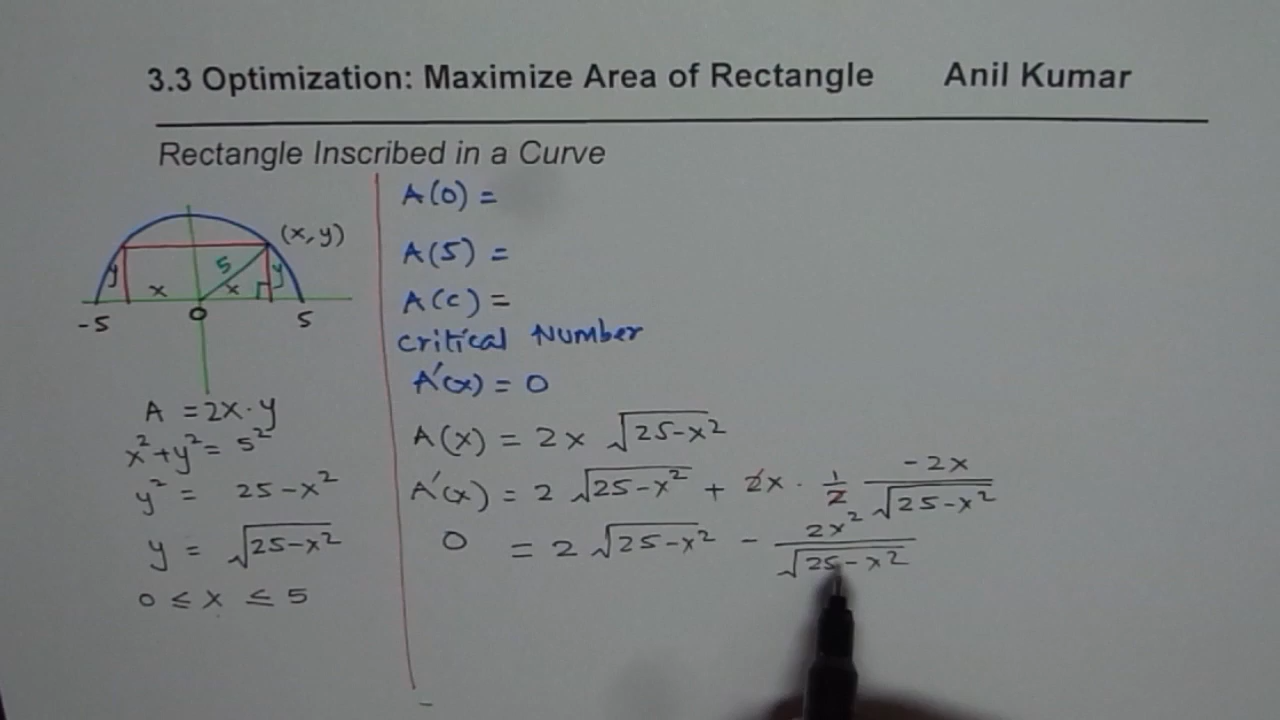 3.3 Optimization: Maximize Area of Rectangle Anil Kumar
Rectangle Inscribed in a Curve
(x, y)
y x 5 x y
-5 0 5
A = 2x · y
x² + y² = 5²
y² = 25 - x²
y = √(25-x²)
0 ≤ x ≤ 5
A(0) =
A(5) =
A(c) =
Critical Number
A'(x) = 0
A(x) = 2x √(25-x²)
A'(x) = 2 √(25-x²) + 2x · 1/2 -2x/√(25-x²)
0 = 2 √(25-x²) - 2x²/√(25-x²)